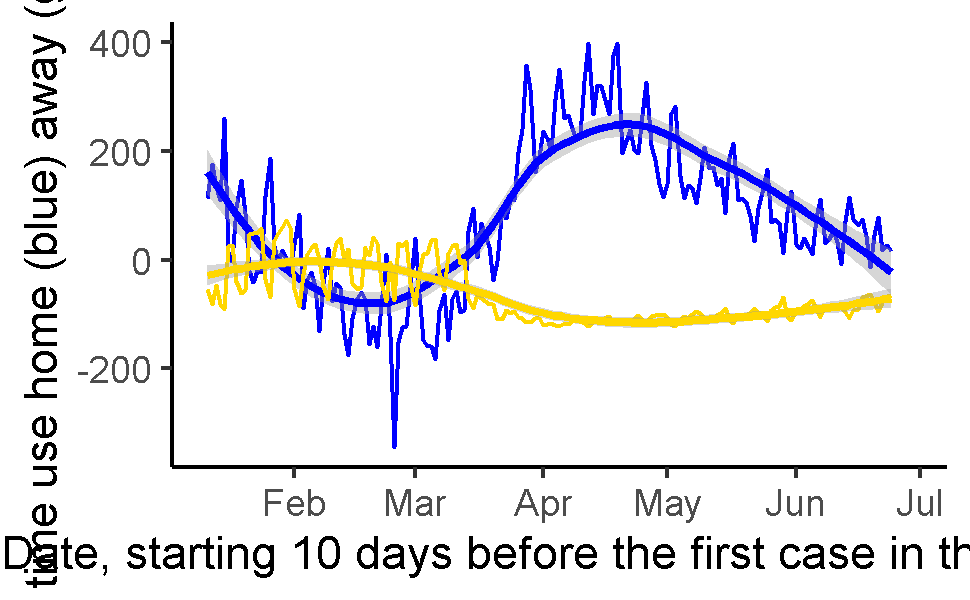 time use home (blue) away (
400
200
0
-200
Feb Mar Apr May Jun Jul
Date, starting 10 days before the first case in th